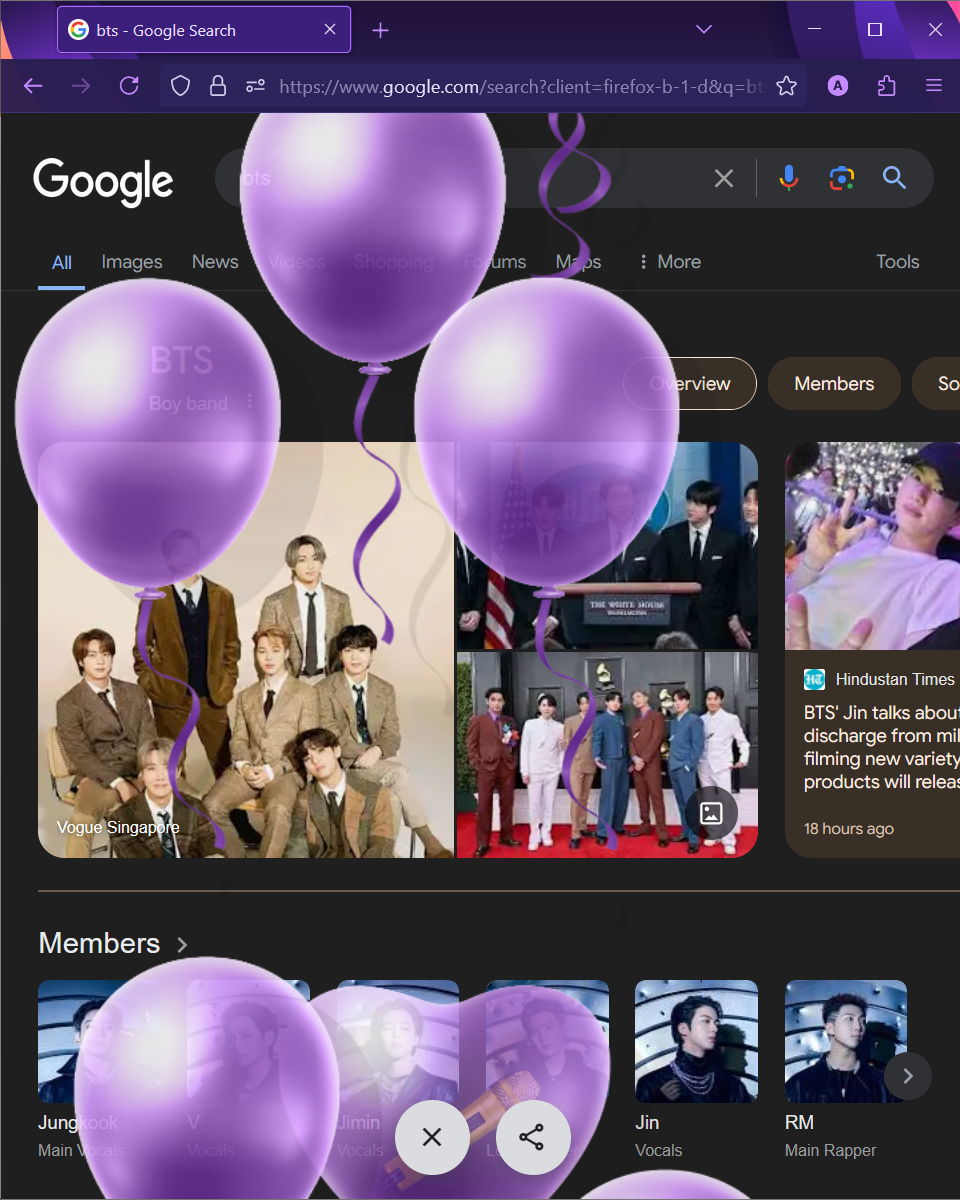 bts - Google Search
https://www.google.com/search?client=firefox-b-1-d&q=bts
A
Google
bts
All Images News Videos Shopping Forums Maps More Tools
BTS
Boy band
Overview Members So
Vogue Singapore
THE WHITE HOUSE
WASHINGTON
HT Hindustan Times
BTS' Jin talks about
discharge from mil
filming new variety
products will releas
18 hours ago
Members
Jungkook V Jimin Jin RM
Main Vocals Vocals Vocals Vocals Main Rapper